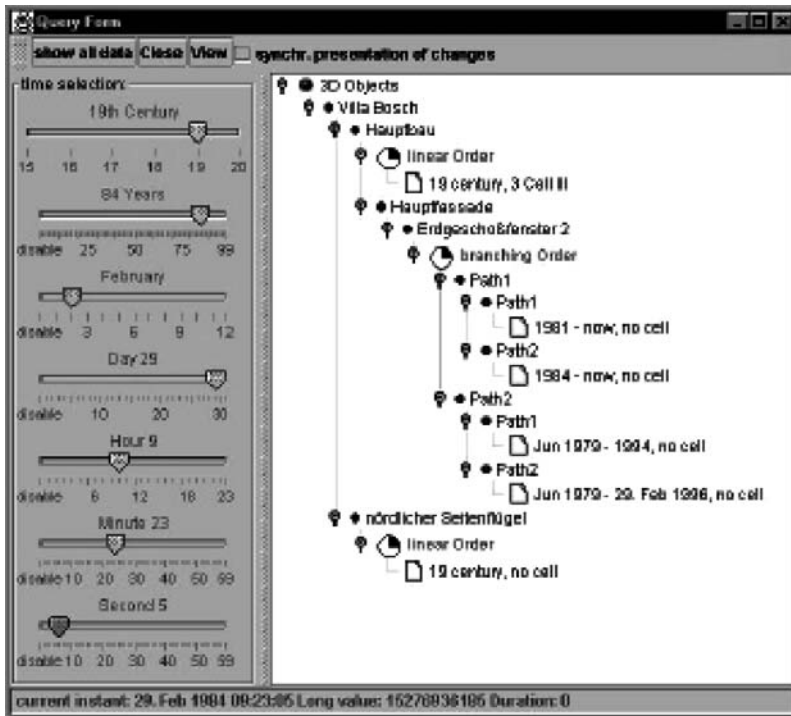 Query Form
show all data Close View synchr. presentation of changes
time selection:
19th Century
15 16 17 18 19 20
84 Years
disable 25 50 75 99
February
disable 3 6 9 12
Day 29
disable 10 20 30
Hour 9
disable 6 12 18 23
Minute 23
disable 10 20 30 40 50 59
Second 5
disable 10 20 30 40 50 59
3D Objects
Villa Bosch
Hauptbau
linear Order
19 century, 3 Cell
Hauptfassade
Erdgeschoßfenster 2
branching Order
Path1
Path1
1981 - now, no cell
Path2
1984 - now, no cell
Path2
Path1
Jun 1979 - 1994, no cell
Path2
Jun 1979 - 29. Feb 1996, no cell
nördlicher Seitenflügel
linear Order
19 century, no cell
current instant: 29. Feb 1984 09:23:05 Long value: 15276936185 Duration: 0